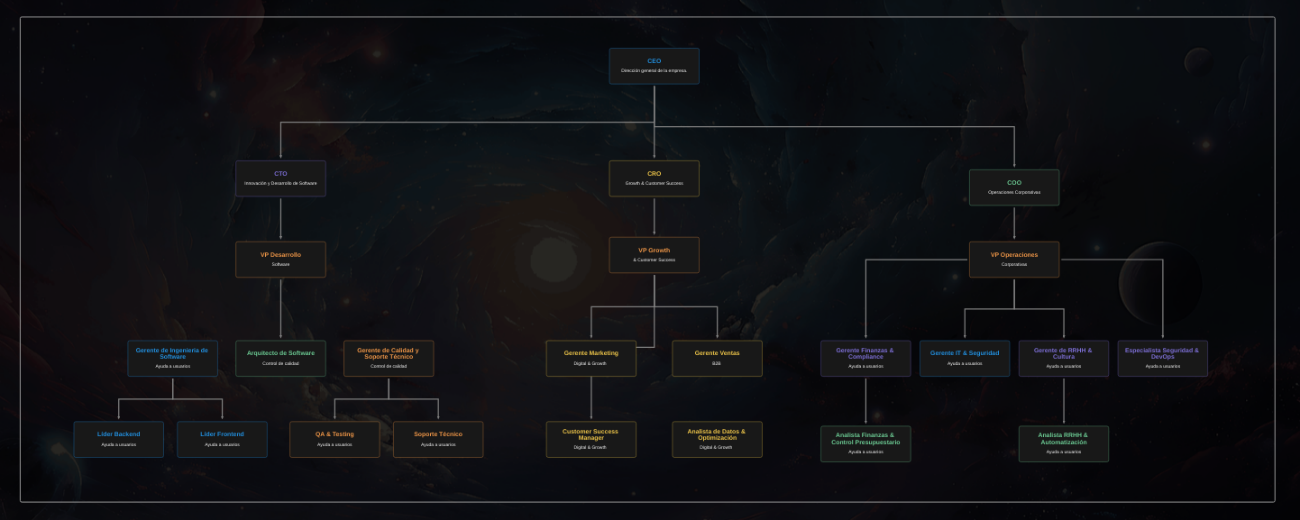 CEO
Dirección general de la empresa.
CTO
Innovación y Desarrollo de Software
CRO
Growth & Customer Success
COO
Operaciones Corporativas
VP Desarrollo
Software
VP Growth
& Customer Success
VP Operaciones
Corporativas
Gerente de Ingeniería de
Software
Ayuda a usuarios
Arquitecto de Software
Control de calidad
Gerente de Calidad y
Soporte Técnico
Control de calidad
Gerente Marketing
Digital & Growth
Gerente Ventas
B2B
Gerente Finanzas &
Compliance
Ayuda a usuarios
Gerente IT & Seguridad
Ayuda a usuarios
Gerente de RRHH &
Cultura
Ayuda a usuarios
Especialista Seguridad &
DevOps
Ayuda a usuarios
Líder Backend
Ayuda a usuarios
Líder Frontend
Ayuda a usuarios
QA & Testing
Ayuda a usuarios
Soporte Técnico
Ayuda a usuarios
Customer Success
Manager
Digital & Growth
Analista de Datos &
Optimización
Digital & Growth
Analista Finanzas &
Control Presupuestario
Ayuda a usuarios
Analista RRHH &
Automatización
Ayuda a usuarios